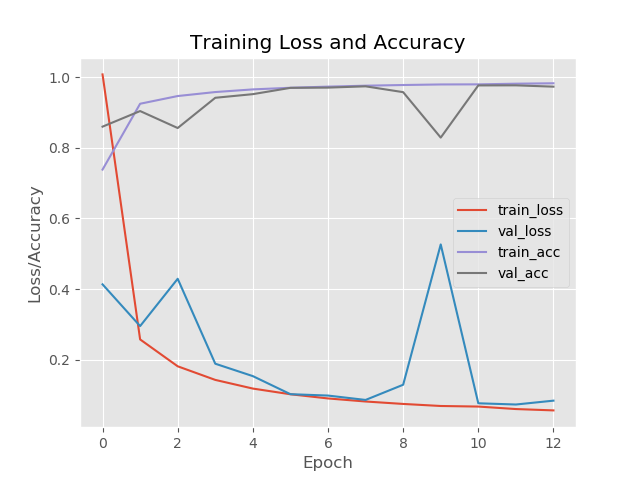 Training Loss and Accuracy
1.0
0.8
0.6
0.4
0.2
Loss/Accuracy
train_loss
val_loss
train_acc
val_acc
0 2 4 6 8 10 12
Epoch